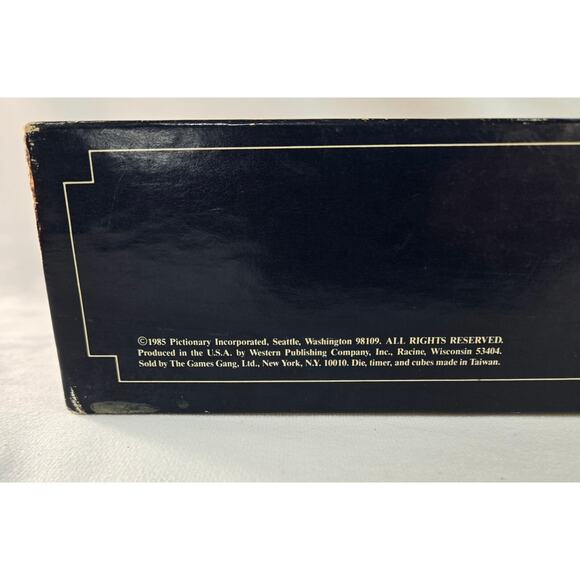 ©1985 Pictionary Incorporated, Seattle, Washington 98109. ALL RIGHTS RESERVED.
Produced in the U.S.A. by Western Publishing Company, Inc., Racine, Wisconsin 53404.
Sold by The Games Gang, Ltd., New York, N.Y. 10010. Die, timer, and cubes made in Taiwan.